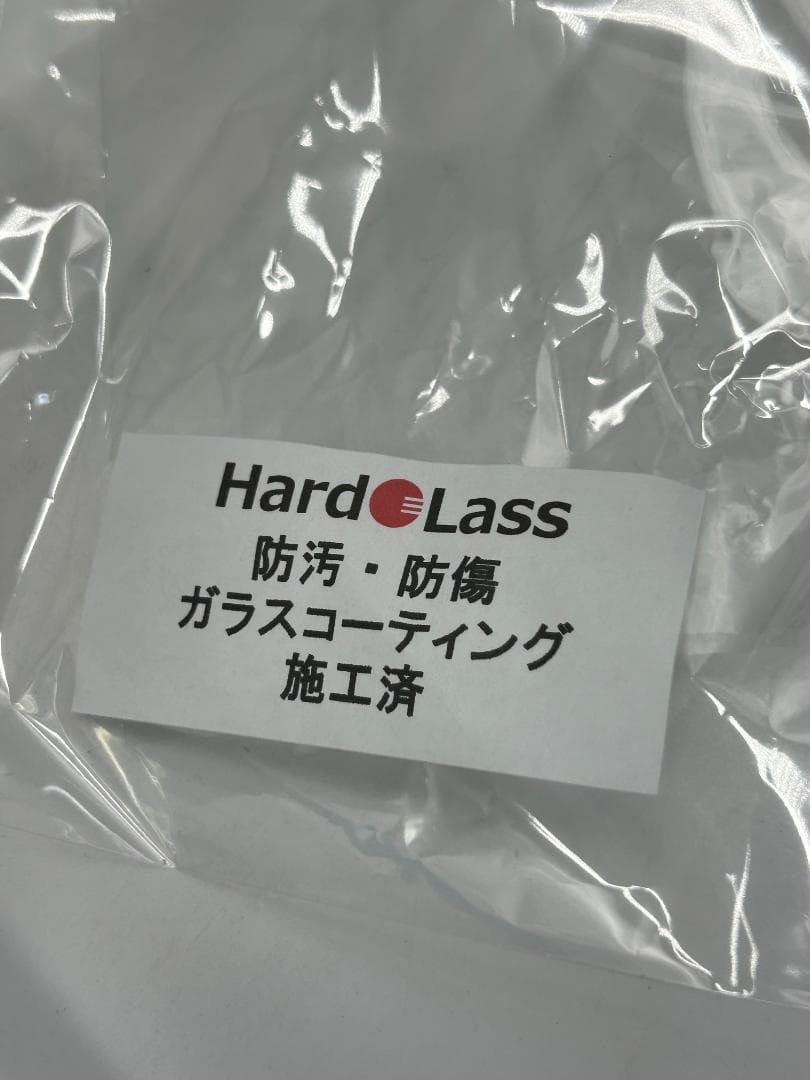 Hard Lass
防汚・防傷
ガラスコーティング
施工済